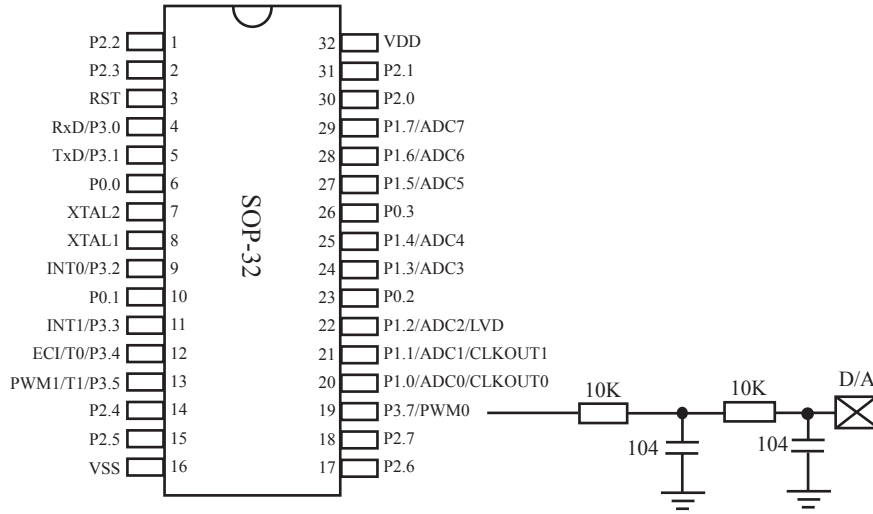 P2.2 1 32 VDD
P2.3 2 31 P2.1
RST 3 30 P2.0
RxD/P3.0 4 29 P1.7/ADC7
TxD/P3.1 5 28 P1.6/ADC6
P0.0 6 27 P1.5/ADC5
XTAL2 7 26 P0.3
XTAL1 8 25 P1.4/ADC4
INT0/P3.2 9 24 P1.3/ADC3
P0.1 10 23 P0.2
INT1/P3.3 11 22 P1.2/ADC2/LVD
ECI/T0/P3.4 12 21 P1.1/ADC1/CLKOUT1
PWM1/T1/P3.5 13 20 P1.0/ADC0/CLKOUT0
P2.4 14 19 P3.7/PWM0
P2.5 15 18 P2.7
VSS 16 17 P2.6
SOP-32
10K 10K D/A
104 104